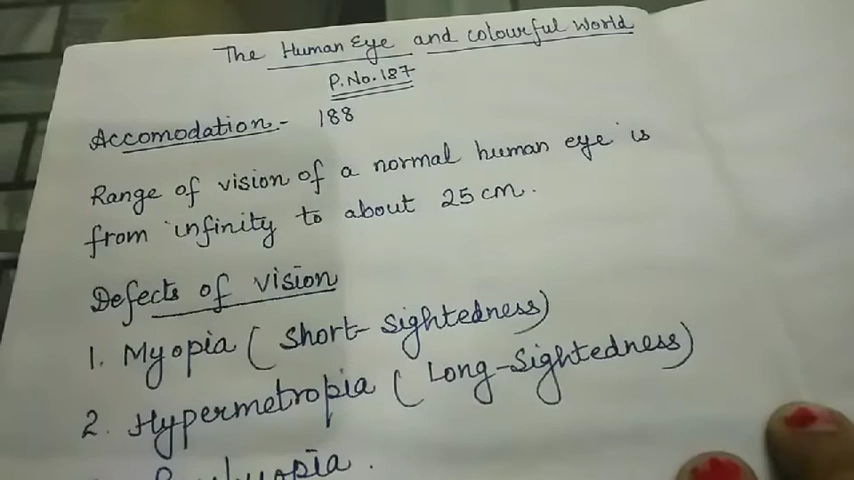 The Human Eye and colourful World
P.No.187
Accomodation - 188
Range of vision of a normal human eye is
from infinity to about 25 cm.
Defects of vision
1. Myopia (Short-sightedness)
2. Hypermetropia (Long-sightedness)